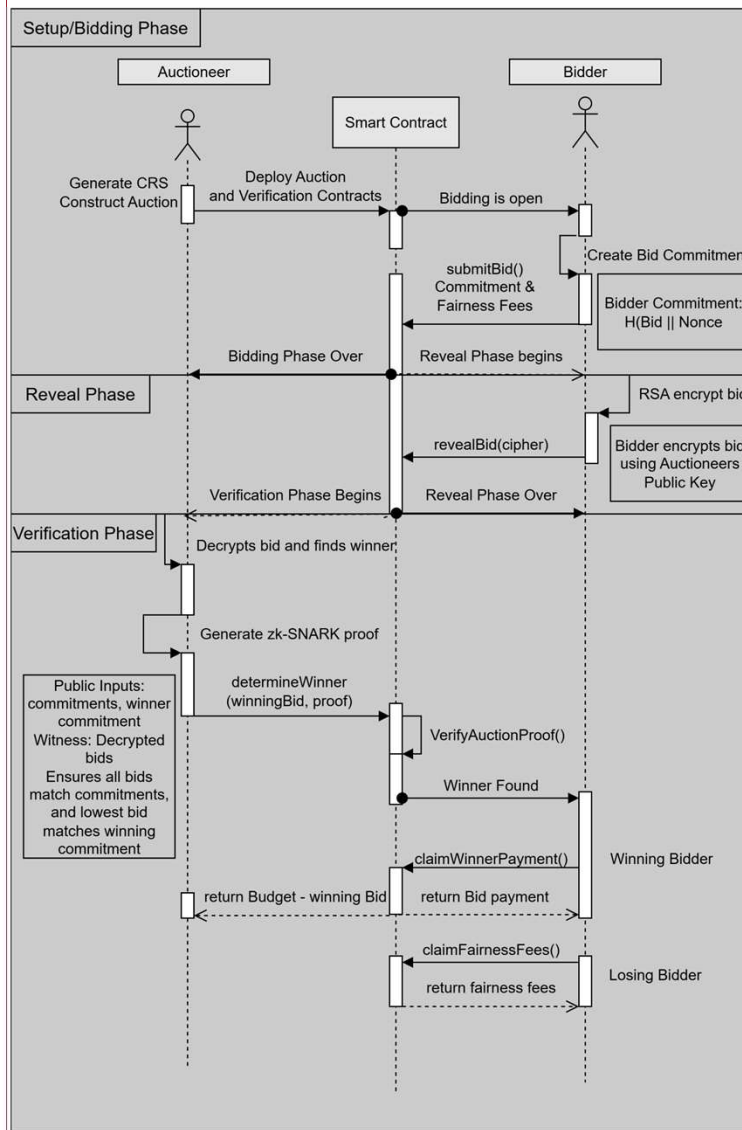 Setup/Bidding Phase
Auctioneer
Bidder
Smart Contract
Generate CRS
Construct Auction
Deploy Auction
and Verification Contracts
Bidding is open
Create Bid Commitmen
submitBid()
Commitment &
Fairness Fees
Bidder Commitment:
H(Bid || Nonce
Bidding Phase Over
Reveal Phase begins
Reveal Phase
RSA encrypt bid
revealBid(cipher)
Bidder encrypts bid
using Auctioneers
Public Key
Verification Phase Begins
Reveal Phase Over
Verification Phase
Decrypts bid and finds winner
Generate zk-SNARK proof
Public Inputs:
commitments, winner
commitment
Witness: Decrypted
bids
Ensures all bids
match commitments,
and lowest bid
matches winning
commitment
determineWinner
(winningBid, proof)
VerifyAuctionProof()
Winner Found
claimWinnerPayment()
Winning Bidder
return Budget - winning Bid
return Bid payment
claimFairnessFees()
Losing Bidder
return fairness fees